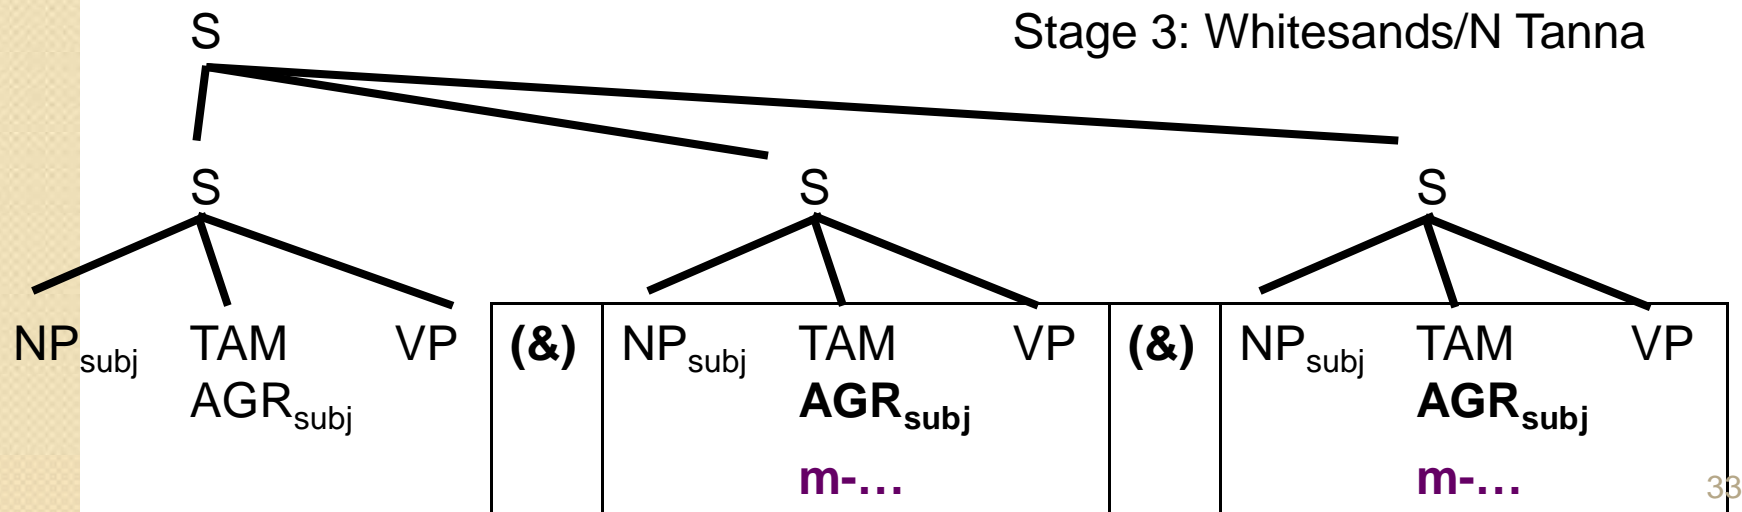 S Stage 3: Whitesands/N Tanna
S S S
NPsubj TAM VP (&) NPsubj TAM VP (&) NPsubj TAM VP
AGRsubj AGRsubj AGRsubj
m-… m-… 33